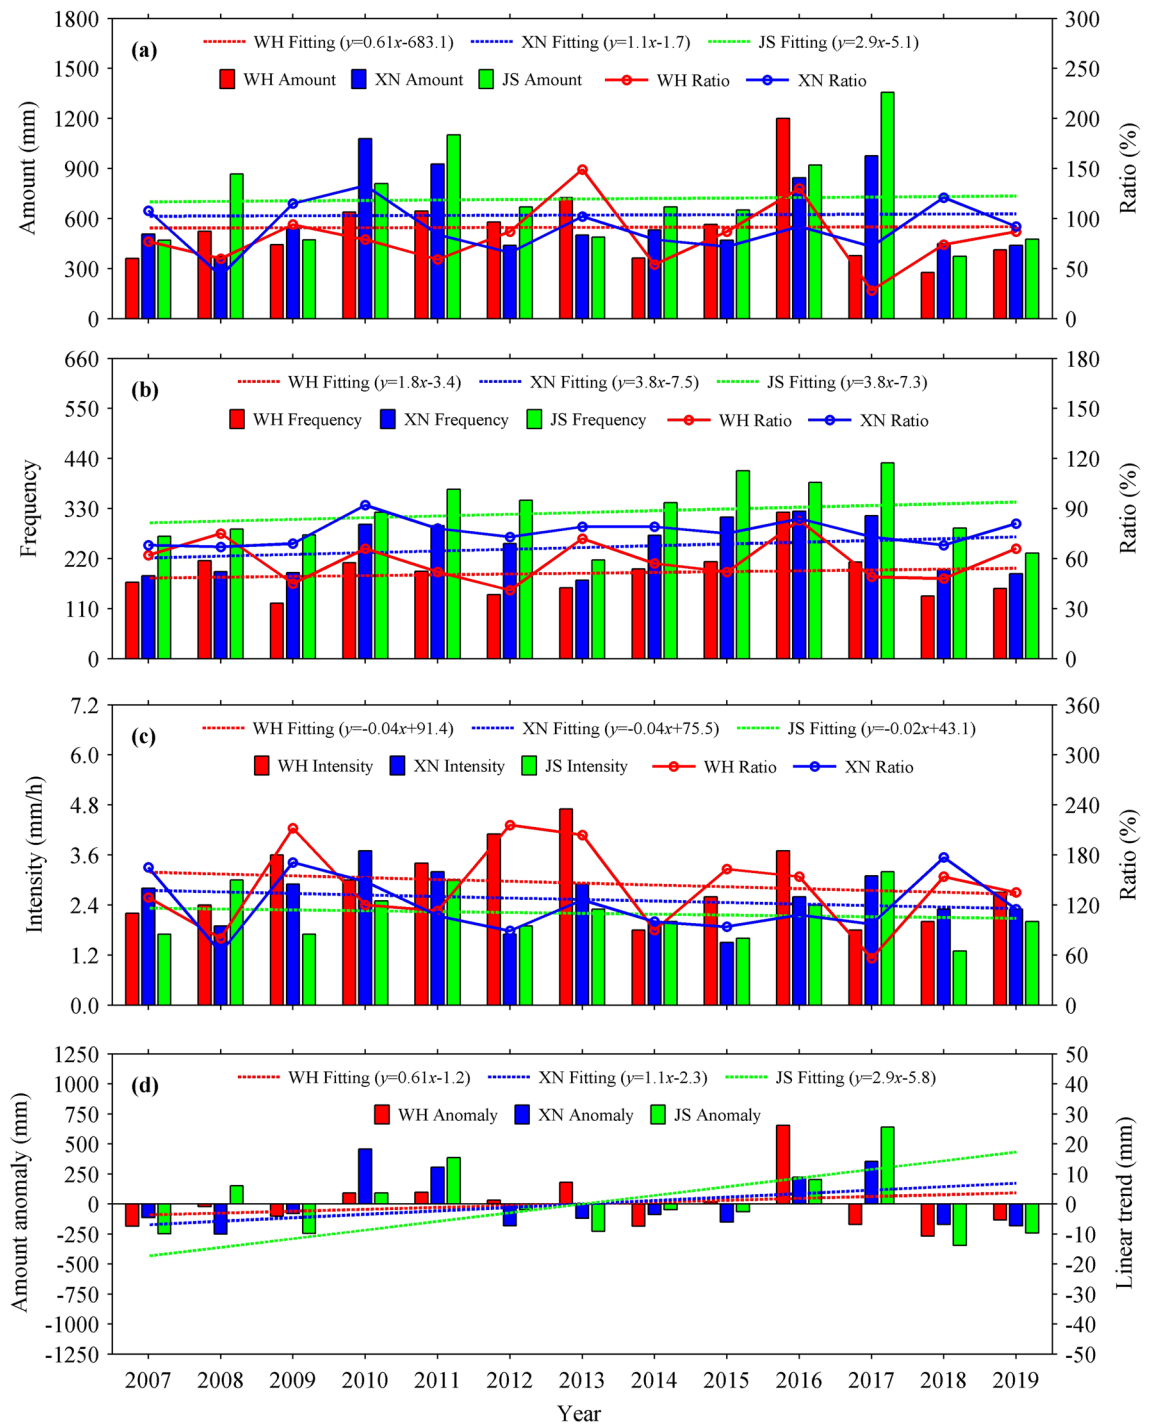 (a)
WH Fitting (y=0.61x-683.1) XN Fitting (y=1.1x-1.7) JS Fitting (y=2.9x-5.1)
WH Amount XN Amount JS Amount WH Ratio XN Ratio
Amount (mm)
1800
1500
1200
900
600
300
0
Ratio (%)
300
250
200
150
100
50
0
(b)
WH Fitting (y=1.8x-3.4) XN Fitting (y=3.8x-7.5) JS Fitting (y=3.8x-7.3)
WH Frequency XN Frequency JS Frequency WH Ratio XN Ratio
Frequency
660
550
440
330
220
110
0
Ratio (%)
180
150
120
90
60
30
0
(c)
WH Fitting (y=-0.04x+91.4) XN Fitting (y=-0.04x+75.5) JS Fitting (y=-0.02x+43.1)
WH Intensity XN Intensity JS Intensity WH Ratio XN Ratio
Intensity (mm/h)
7.2
6.0
4.8
3.6
2.4
1.2
0.0
Ratio (%)
360
300
240
180
120
60
0
(d)
WH Fitting (y=0.61x-1.2) XN Fitting (y=1.1x-2.3) JS Fitting (y=2.9x-5.8)
WH Anomaly XN Anomaly JS Anomaly
Amount anomaly (mm)
1250
1000
750
500
250
0
-250
-500
-750
-1000
-1250
Linear trend (mm)
50
40
30
20
10
0
-10
-20
-30
-40
-50
2007 2008 2009 2010 2011 2012 2013 2014 2015 2016 2017 2018 2019
Year